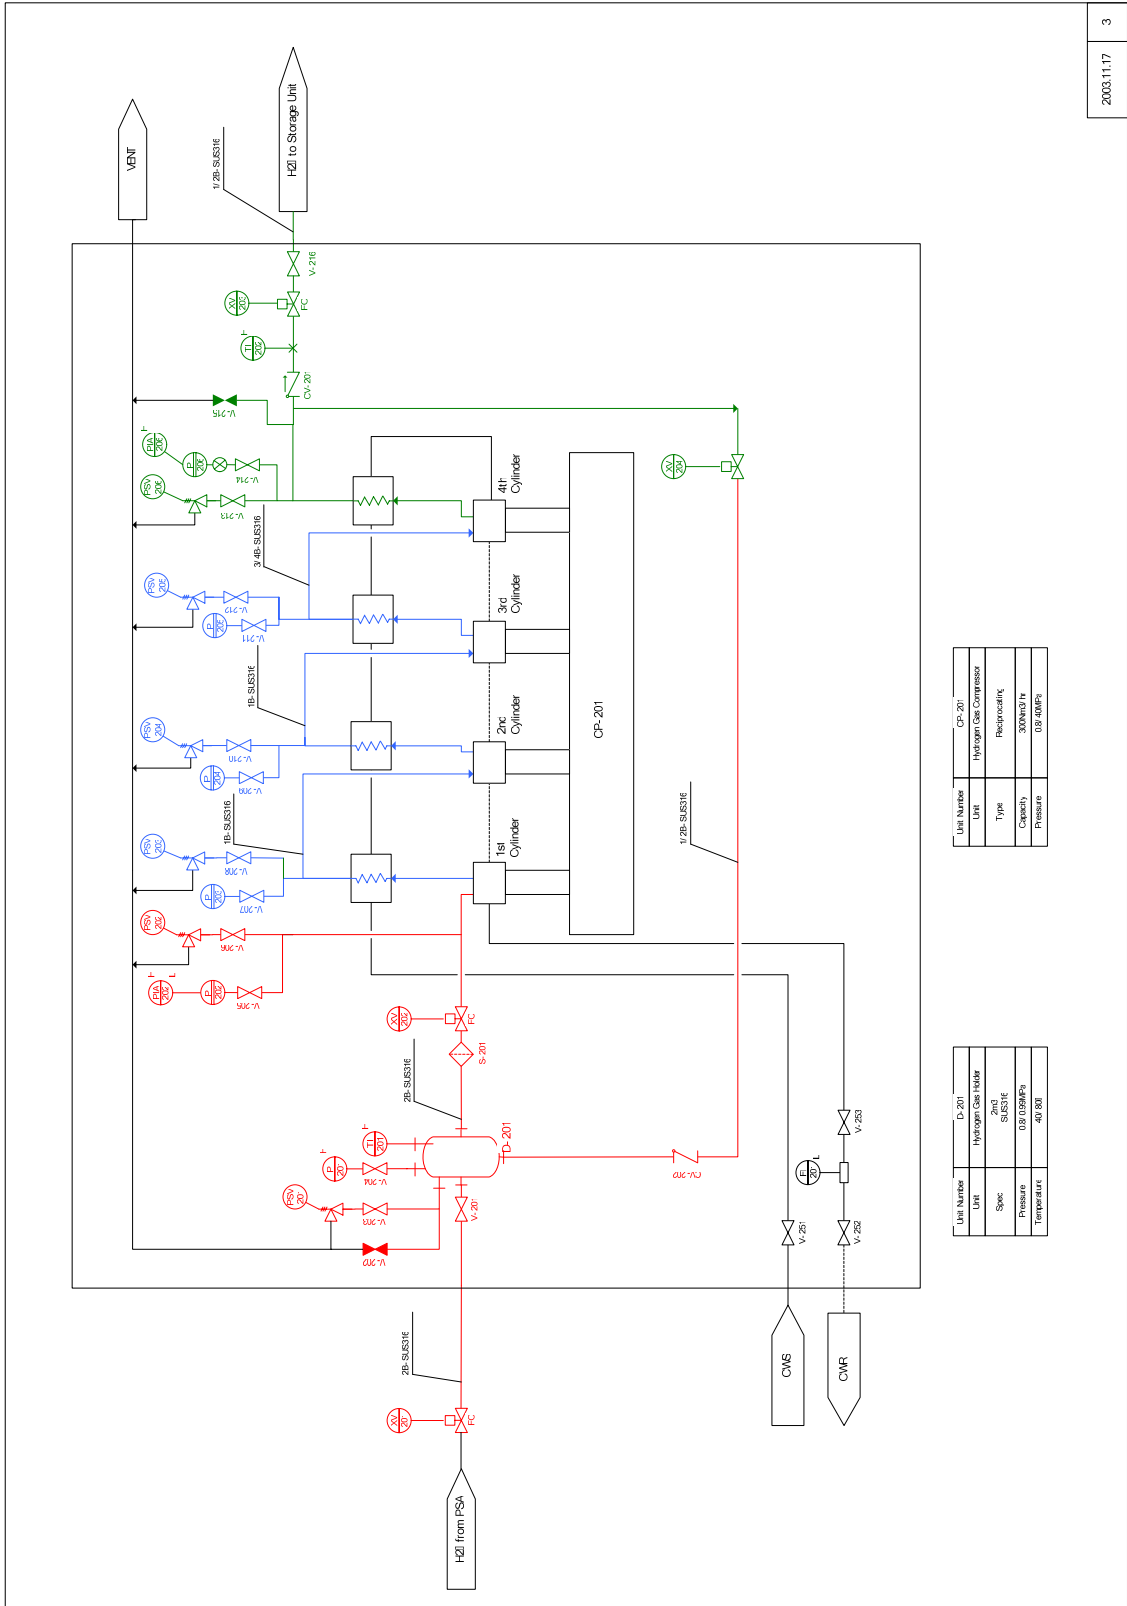 3
2003.11.17
VENT
H2 to Storage Unit
1/2B-SUS316
V-216
XV
203
FC
TI
202
H
CV-201
V-215
PIA
206
H
P
206
V-214
PSV
206
V-213
XV
204
4th
Cylinder
3/4B-SUS316
PSV
205
V-212
P
205
V-211
3rd
Cylinder
1B-SUS316
PSV
204
V-210
P
204
V-209
2nd
Cylinder
CP-201
1B-SUS316
PSV
203
V-208
P
203
V-207
1st
Cylinder
1/2B-SUS316
PSV
202
V-206
PIA
202
H
L
P
202
V-205
XV
202
FC
S-201
2B-SUS316
TI
201
H
D-201
P
201
H
V-204
PSV
201
V-203
V-202
V-201
CV-202
V-253
FI
201
L
V-251
V-252
2B-SUS316
CWS
CWR
XV
201
FC
H2 from PSA
Unit Number CP-201
Unit Hydrogen Gas Compressor
Type Reciprocating
Capacity 300Nm3/hr
Pressure 0.8/40MPa
Unit Number D-201
Unit Hydrogen Gas Holder
Spec 2m3
SUS316
Pressure 0.8/0.99MPa
Temperature 40/80